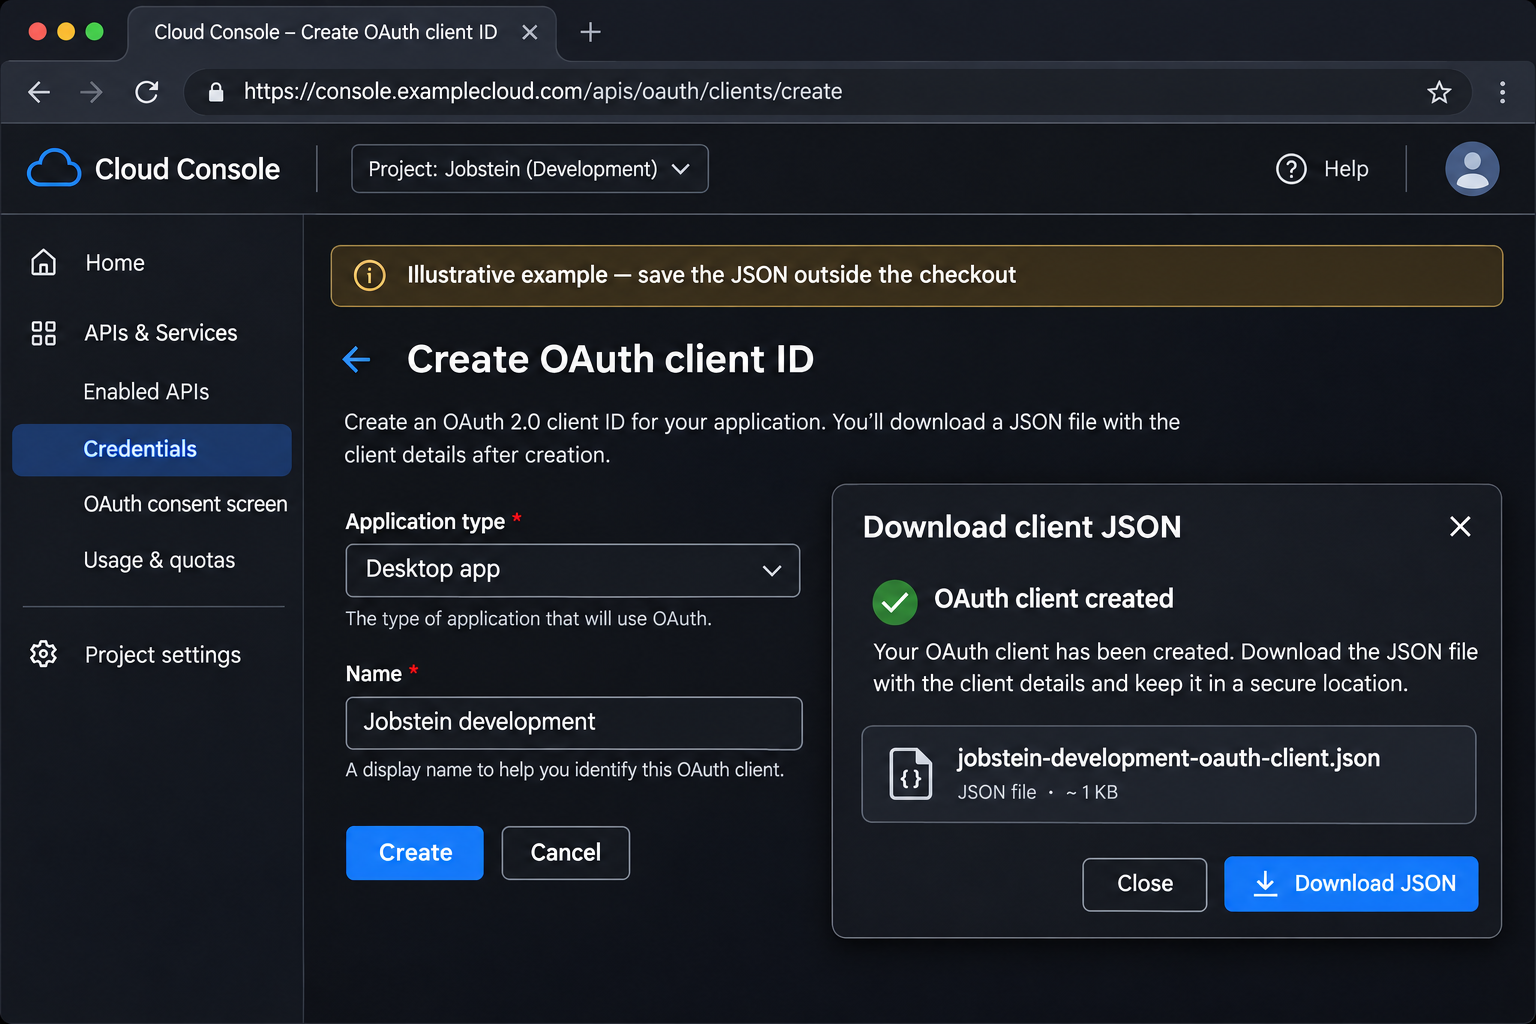 Cloud Console – Create OAuth client ID
https://console.examplecloud.com/apis/oauth/clients/create
Cloud Console
Project: Jobstein (Development)
Help
Home
APIs & Services
Enabled APIs
Credentials
OAuth consent screen
Usage & quotas
Project settings
Illustrative example — save the JSON outside the checkout
Create OAuth client ID
Create an OAuth 2.0 client ID for your application. You’ll download a JSON file with the
client details after creation.
Application type *
Desktop app
The type of application that will use OAuth.
Name *
Jobstein development
A display name to help you identify this OAuth client.
Create
Cancel
Download client JSON
OAuth client created
Your OAuth client has been created. Download the JSON file
with the client details and keep it in a secure location.
jobstein-development-oauth-client.json
JSON file • ~ 1 KB
Close
Download JSON